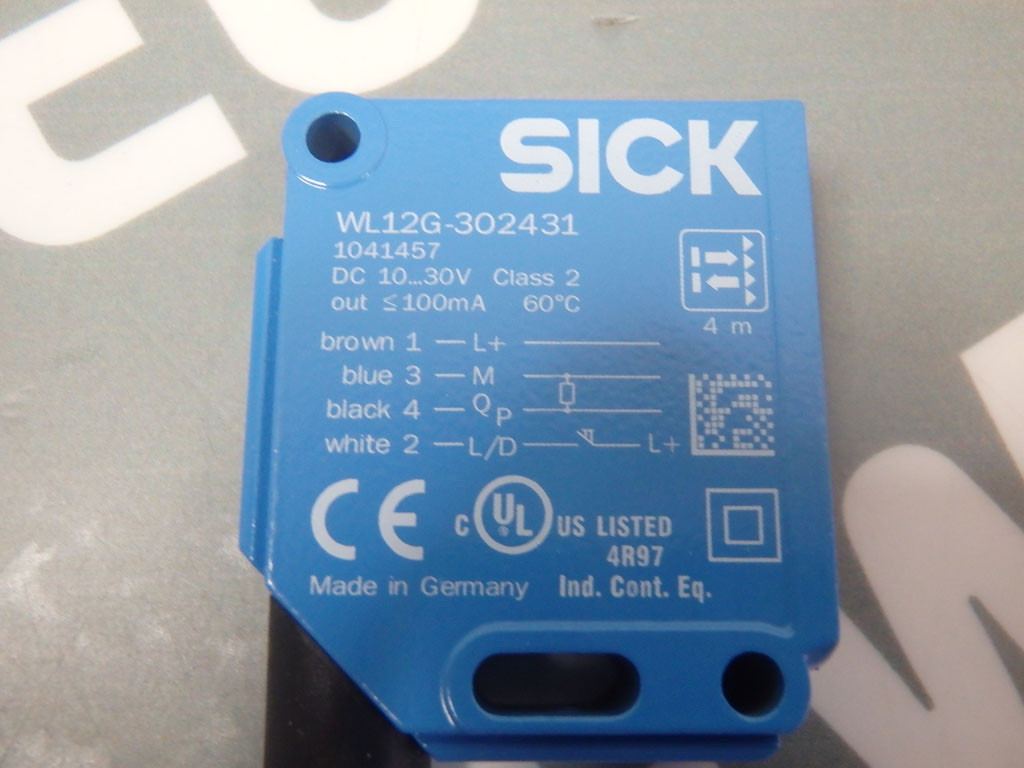 SICK
WL12G-3O2431
1041457
DC 10...30V Class 2
out ≤100mA 60°C
4 m
brown 1 — L+
blue 3 — M
black 4 — Q P
white 2 — L/D L+
CE c UL US LISTED
4R97
Made in Germany Ind. Cont. Eq.